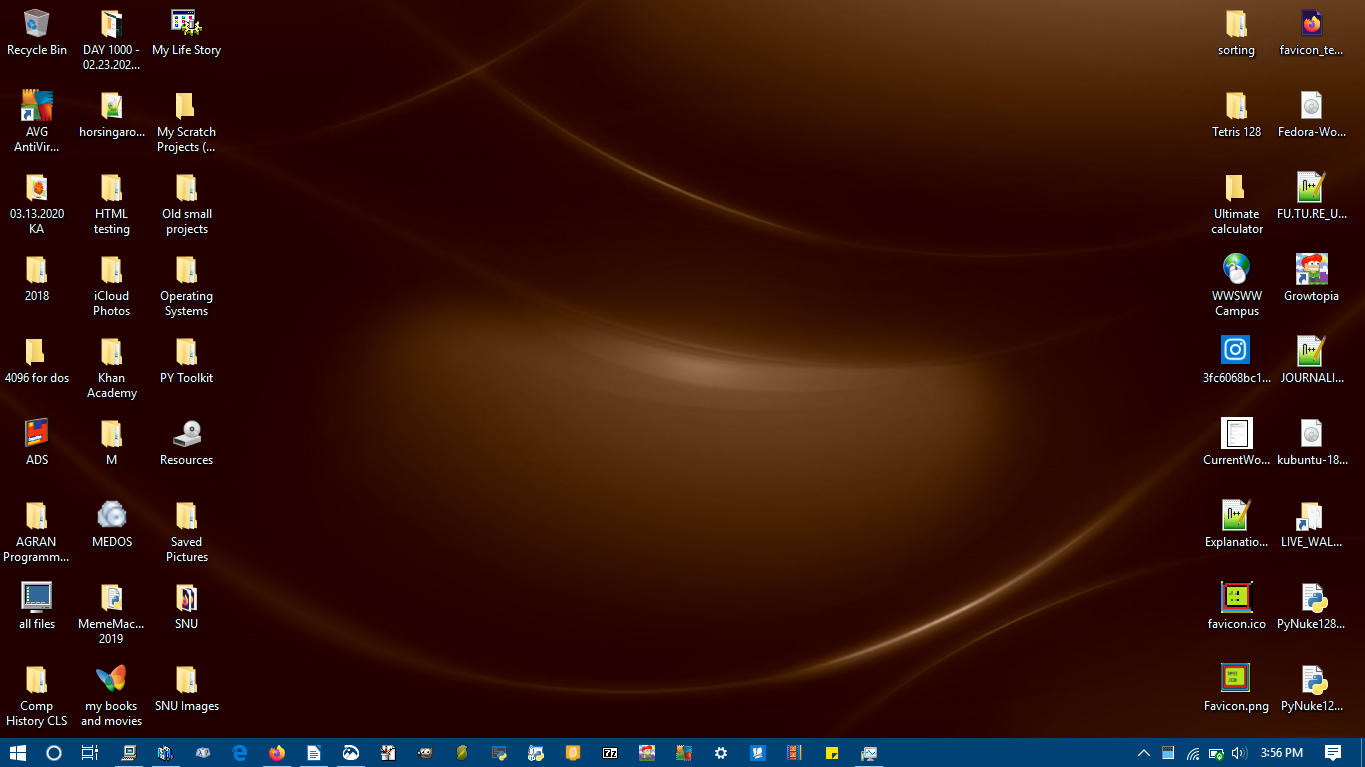 Recycle Bin
DAY 1000 -
02.23.202...
My Life Story
sorting
favicon_te...
AVG
AntiVir...
horsingaro...
My Scratch
Projects (...
Tetris 128
Fedora-Wo...
03.13.2020
KA
HTML
testing
Old small
projects
Ultimate
calculator
FU.TU.RE_U...
2018
iCloud
Photos
Operating
Systems
WWSWW
Campus
Growtopia
4096 for dos
Khan
Academy
PY Toolkit
3fc6068bc1...
JOURNALI...
ADS
M
Resources
CurrentWo...
kubuntu-18...
AGRAN
Programm...
MEDOS
Saved
Pictures
Explanatio...
LIVE_WAL...
all files
MemeMac...
2019
SNU
favicon.ico
PyNuke128...
Comp
History CLS
my books
and movies
SNU Images
Favicon.png
PyNuke12...
3:56 PM